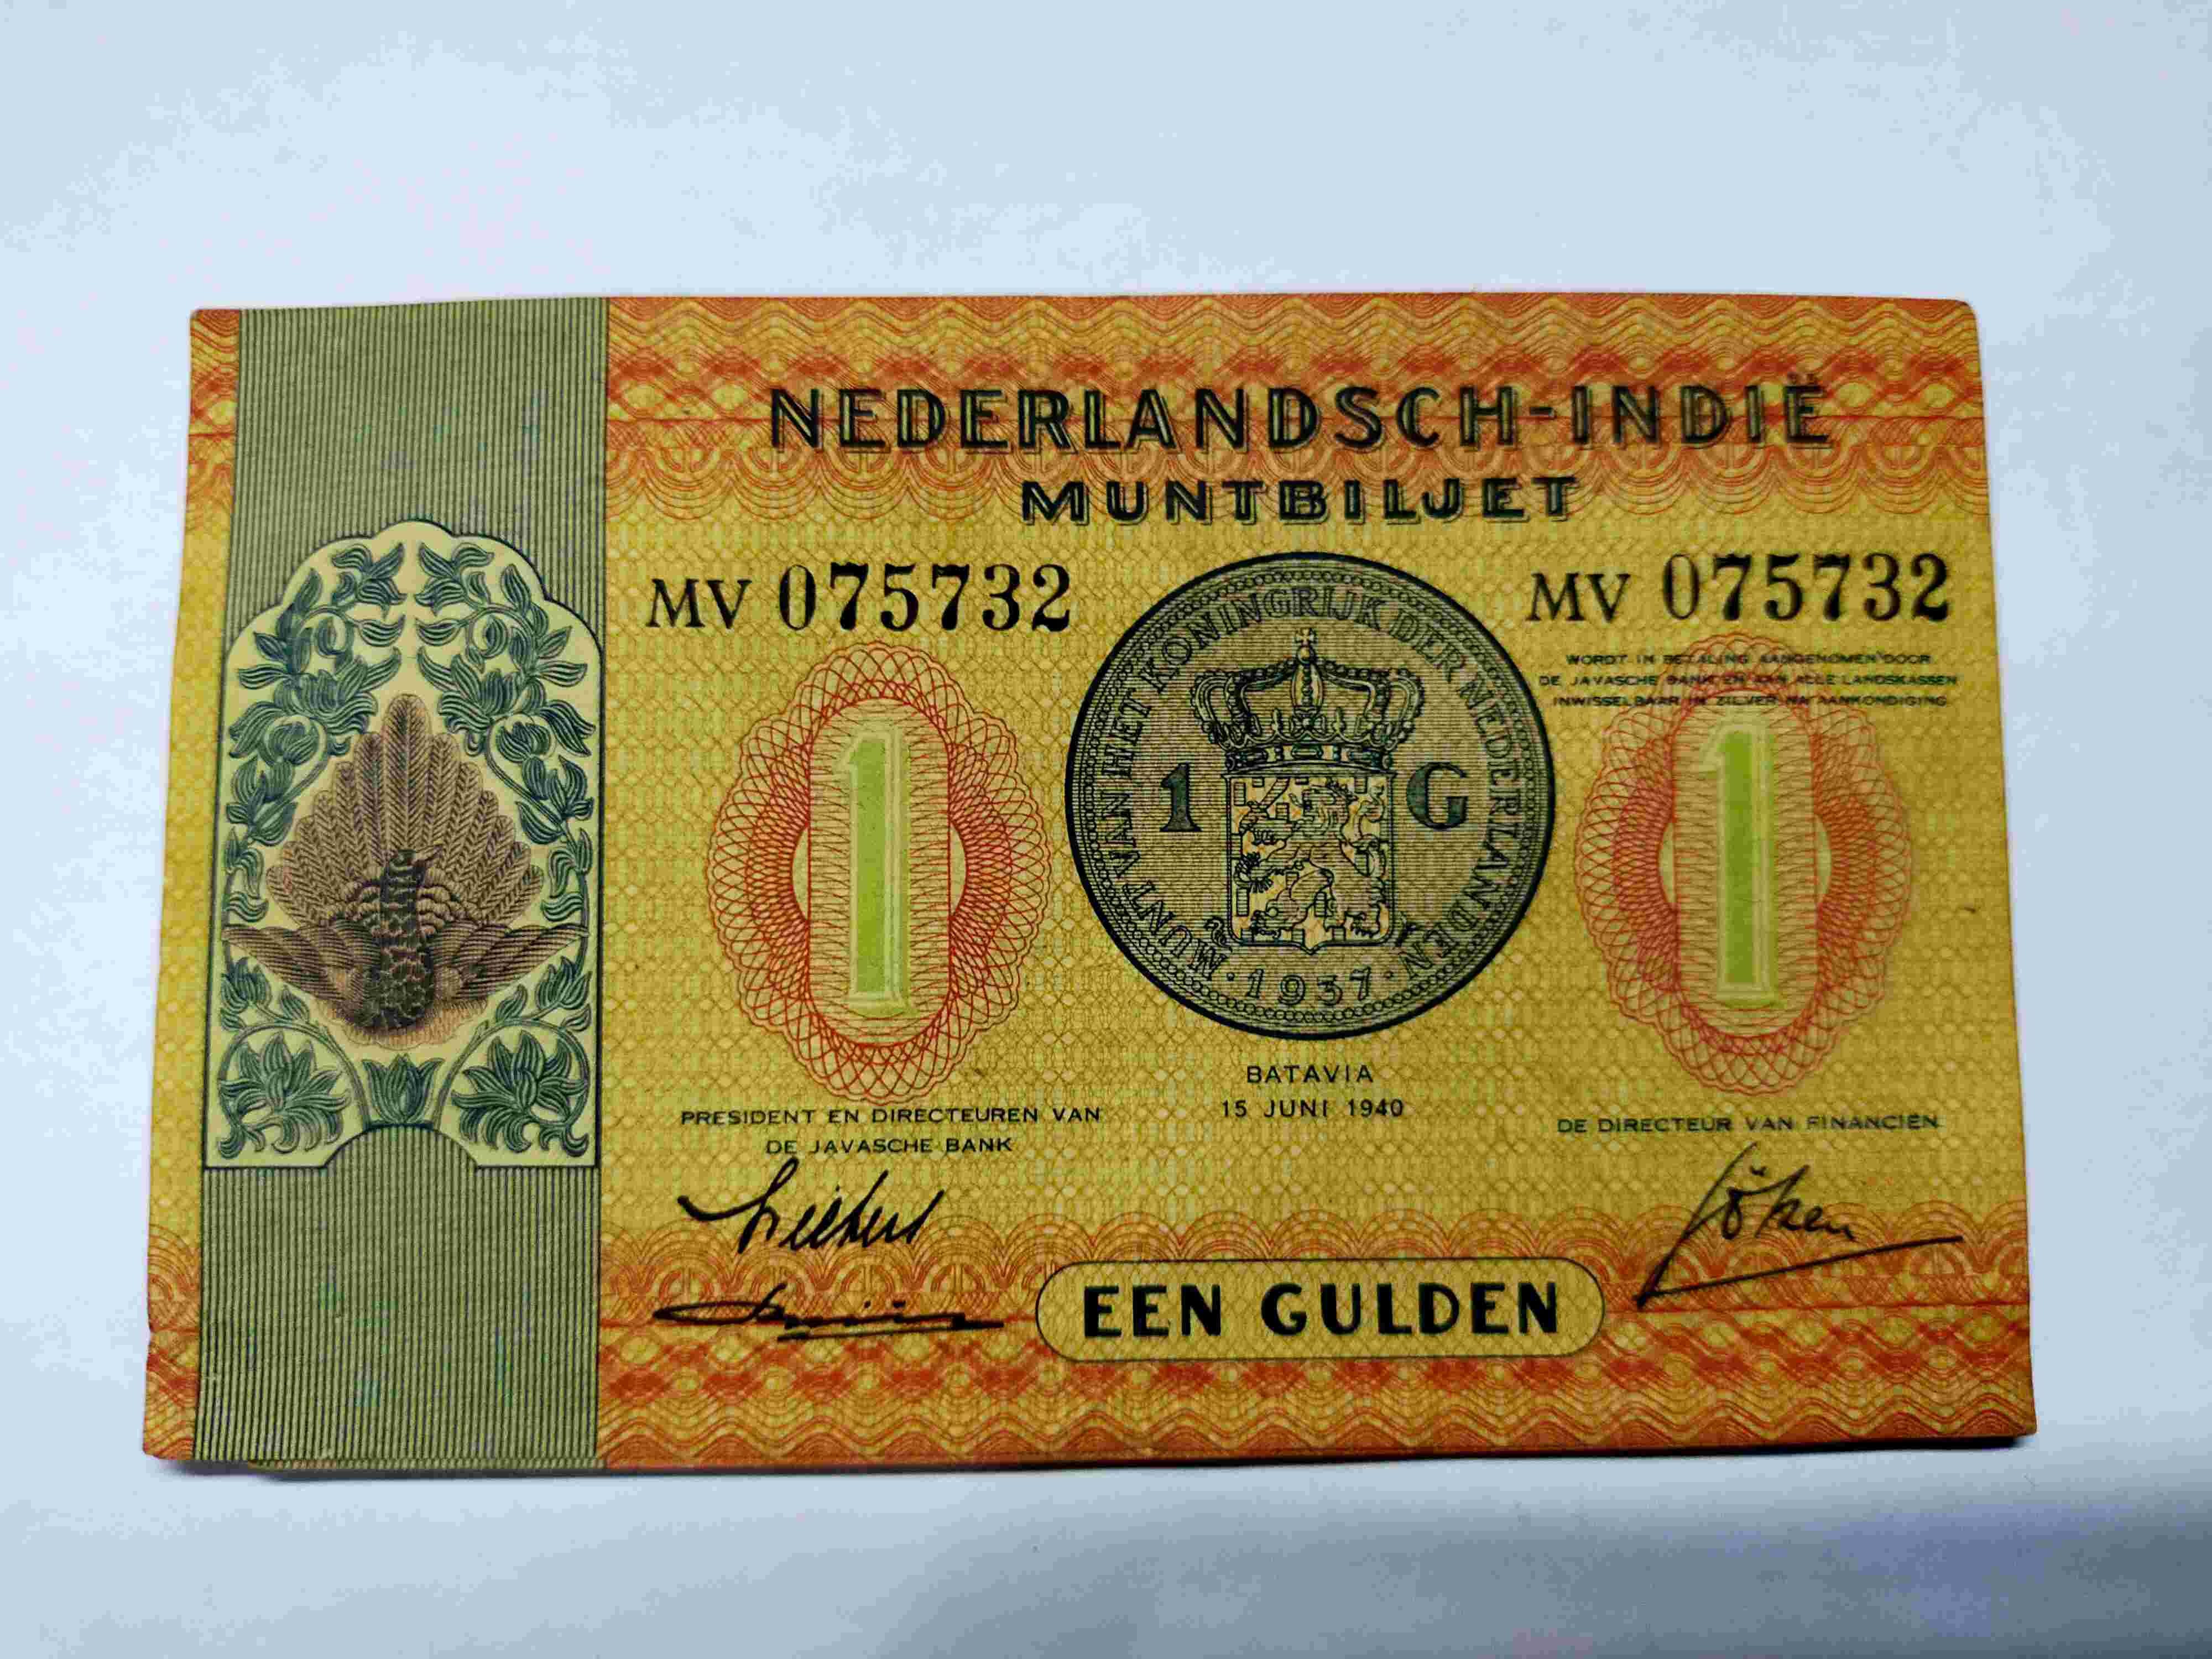 NEDERLANDSCH-INDIË
MUNTBILJET
MV 075732
MV 075732
WORDT IN BETALING AANGENOMEN DOOR
DE JAVASCHE BANK EN AAN ALLE LANDSKASSEN
INWISSELBAAR IN ZILVER NA AANKONDIGING
MUNT VAN HET KONINGRIJK DER NEDERLANDEN
1 G
· 1937 ·
1
1
BATAVIA
15 JUNI 1940
PRESIDENT EN DIRECTEUREN VAN
DE JAVASCHE BANK
DE DIRECTEUR VAN FINANCIËN
EEN GULDEN